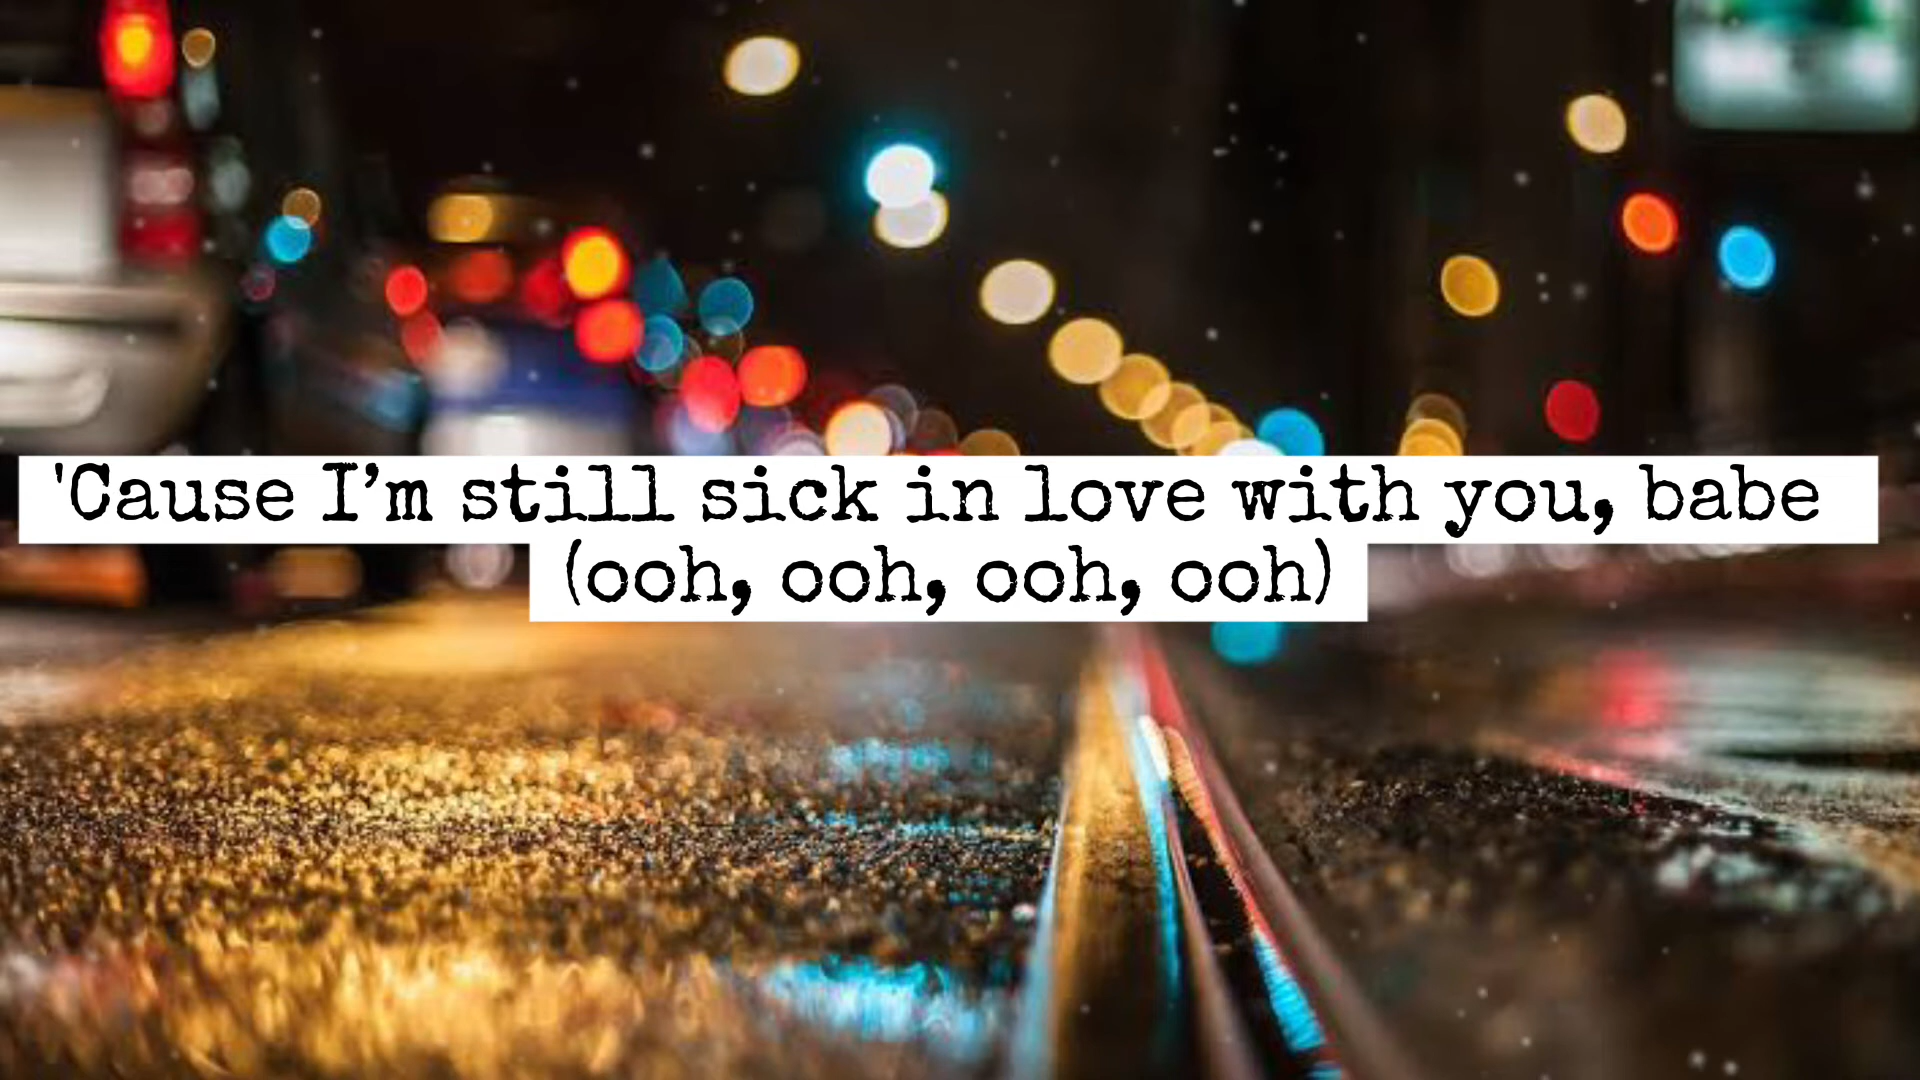 'Cause I’m still sick in love with you, babe
(ooh, ooh, ooh, ooh)